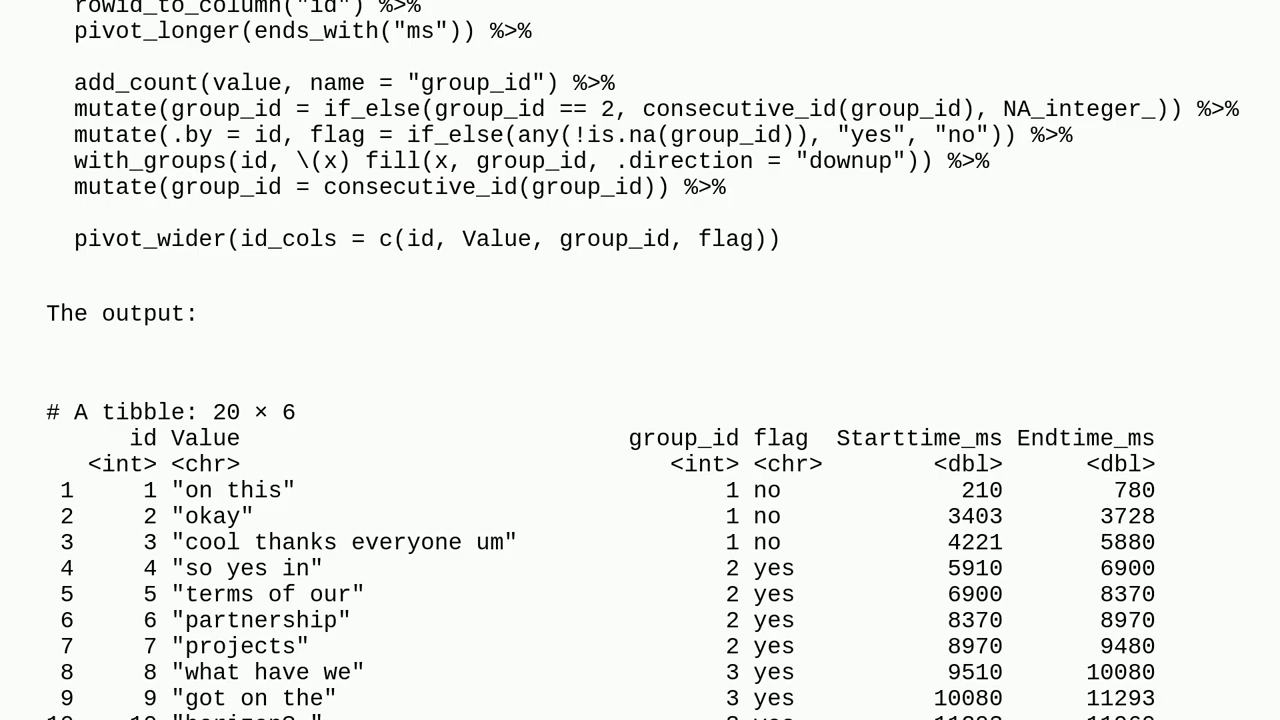 rowid_to_column("id") %>%
pivot_longer(ends_with("ms")) %>%
add_count(value, name = "group_id") %>%
mutate(group_id = if_else(group_id == 2, consecutive_id(group_id), NA_integer_)) %>%
mutate(.by = id, flag = if_else(any(!is.na(group_id)), "yes", "no")) %>%
with_groups(id, \(x) fill(x, group_id, .direction = "downup")) %>%
mutate(group_id = consecutive_id(group_id)) %>%
pivot_wider(id_cols = c(id, Value, group_id, flag))
The output:
# A tibble: 20 × 6
id Value group_id flag Starttime_ms Endtime_ms
<int> <chr> <int> <chr> <dbl> <dbl>
1 1 "on this" 1 no 210 780
2 2 "okay" 1 no 3403 3728
3 3 "cool thanks everyone um" 1 no 4221 5880
4 4 "so yes in" 2 yes 5910 6900
5 5 "terms of our" 2 yes 6900 8370
6 6 "partnership" 2 yes 8370 8970
7 7 "projects" 2 yes 8970 9480
8 8 "what have we" 3 yes 9510 10080
9 9 "got on the" 3 yes 10080 11293